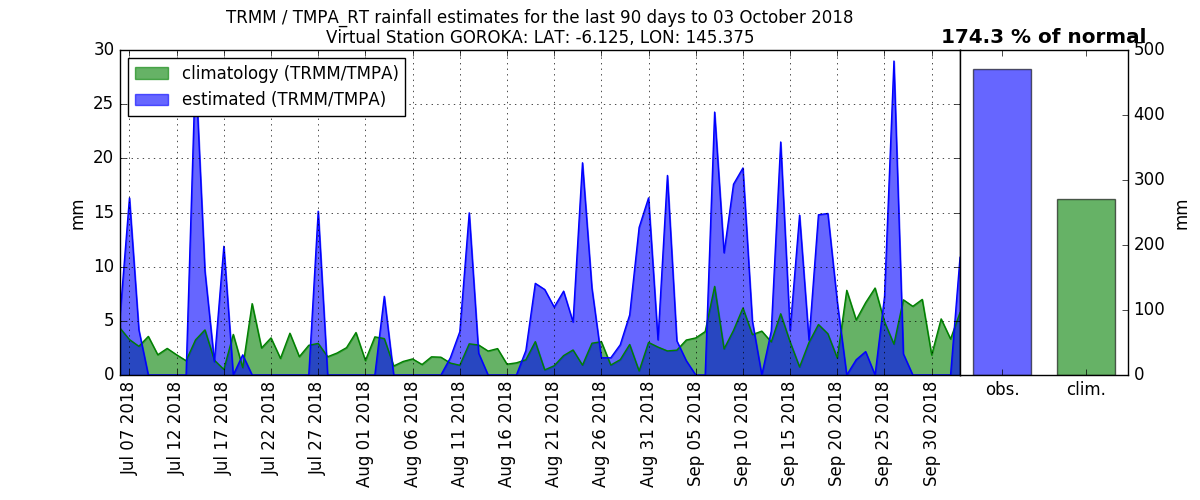 TRMM / TMPA_RT rainfall estimates for the last 90 days to 03 October 2018
Virtual Station GOROKA: LAT: -6.125, LON: 145.375
174.3 % of normal
climatology (TRMM/TMPA)
estimated (TRMM/TMPA)
30
25
20
15
10
5
0
mm
Jul 07 2018
Jul 12 2018
Jul 17 2018
Jul 22 2018
Jul 27 2018
Aug 01 2018
Aug 06 2018
Aug 11 2018
Aug 16 2018
Aug 21 2018
Aug 26 2018
Aug 31 2018
Sep 05 2018
Sep 10 2018
Sep 15 2018
Sep 20 2018
Sep 25 2018
Sep 30 2018
obs.
clim.
500
400
300
200
100
0
mm